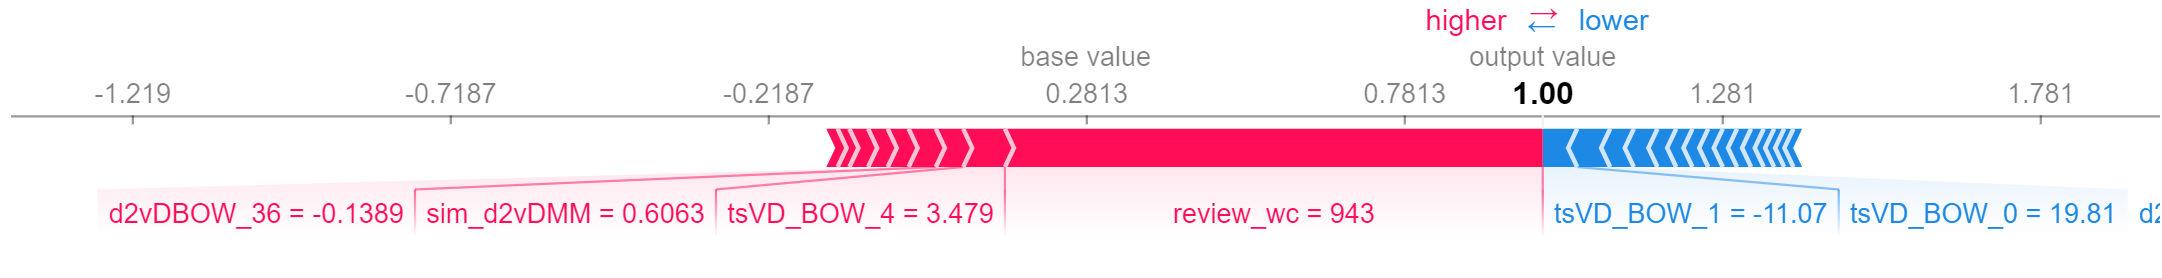 higher lower
base value output value
-1.219 -0.7187 -0.2187 0.2813 0.7813 1.00 1.281 1.781
d2vDBOW_36 = -0.1389 sim_d2vDMM = 0.6063 tsVD_BOW_4 = 3.479 review_wc = 943 tsVD_BOW_1 = -11.07 tsVD_BOW_0 = 19.81